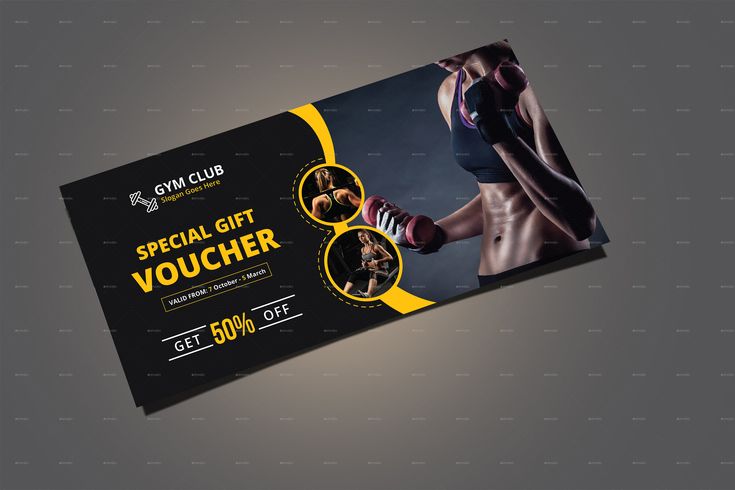 GYM CLUB
Slogan Goes Here
SPECIAL GIFT
VOUCHER
VALID FROM: 7 October - 5 March
GET 50% OFF